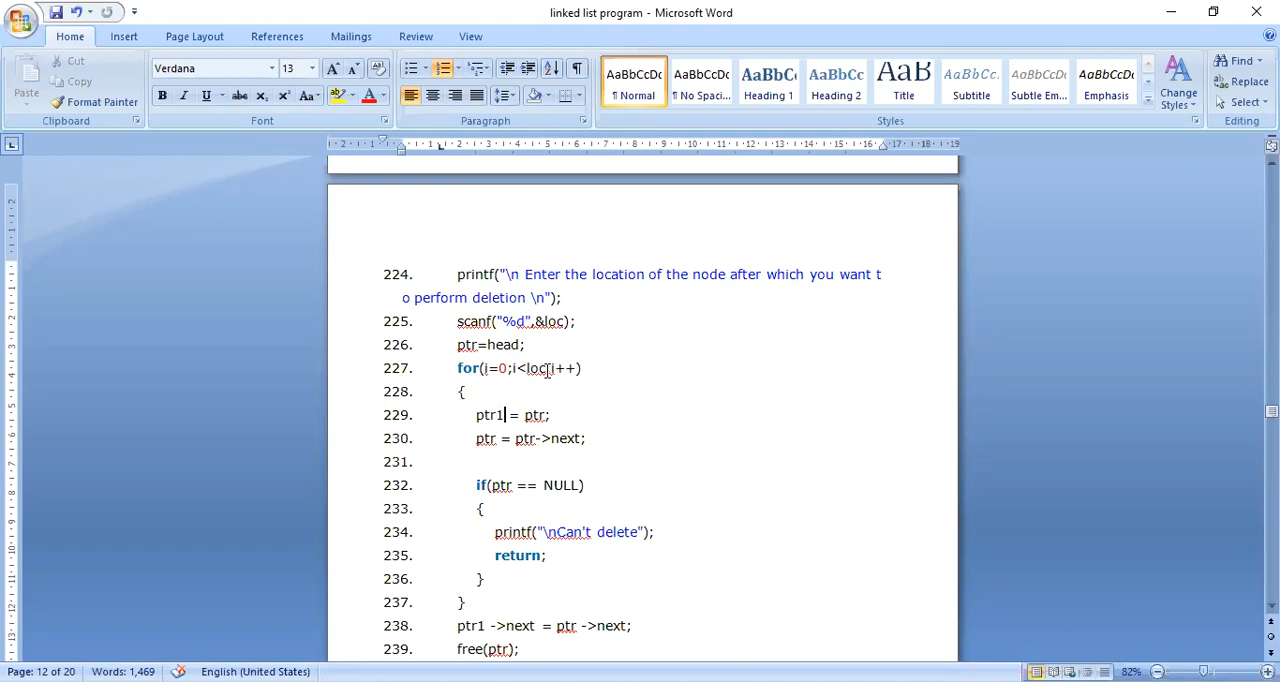 linked list program - Microsoft Word
Home Insert Page Layout References Mailings Review View
Paste
Cut
Copy
Format Painter
Clipboard
Verdana 13
Font
Paragraph
AaBbCcDc AaBbCcDc AaBbC( AaBbCc AaB AaBbCc. AaBbCcDc AaBbCcDc
¶ Normal ¶ No Spaci... Heading 1 Heading 2 Title Subtitle Subtle Em... Emphasis
Change Styles
Styles
Find
Replace
Select
Editing
224. printf("\n Enter the location of the node after which you want t
o perform deletion \n");
225. scanf("%d",&loc);
226. ptr=head;
227. for(i=0;i<loc;i++)
228. {
229. ptr1 = ptr;
230. ptr = ptr->next;
231.
232. if(ptr == NULL)
233. {
234. printf("\nCan't delete");
235. return;
236. }
237. }
238. ptr1 ->next = ptr ->next;
239. free(ptr);
Page: 12 of 20 Words: 1,469 English (United States) 82%